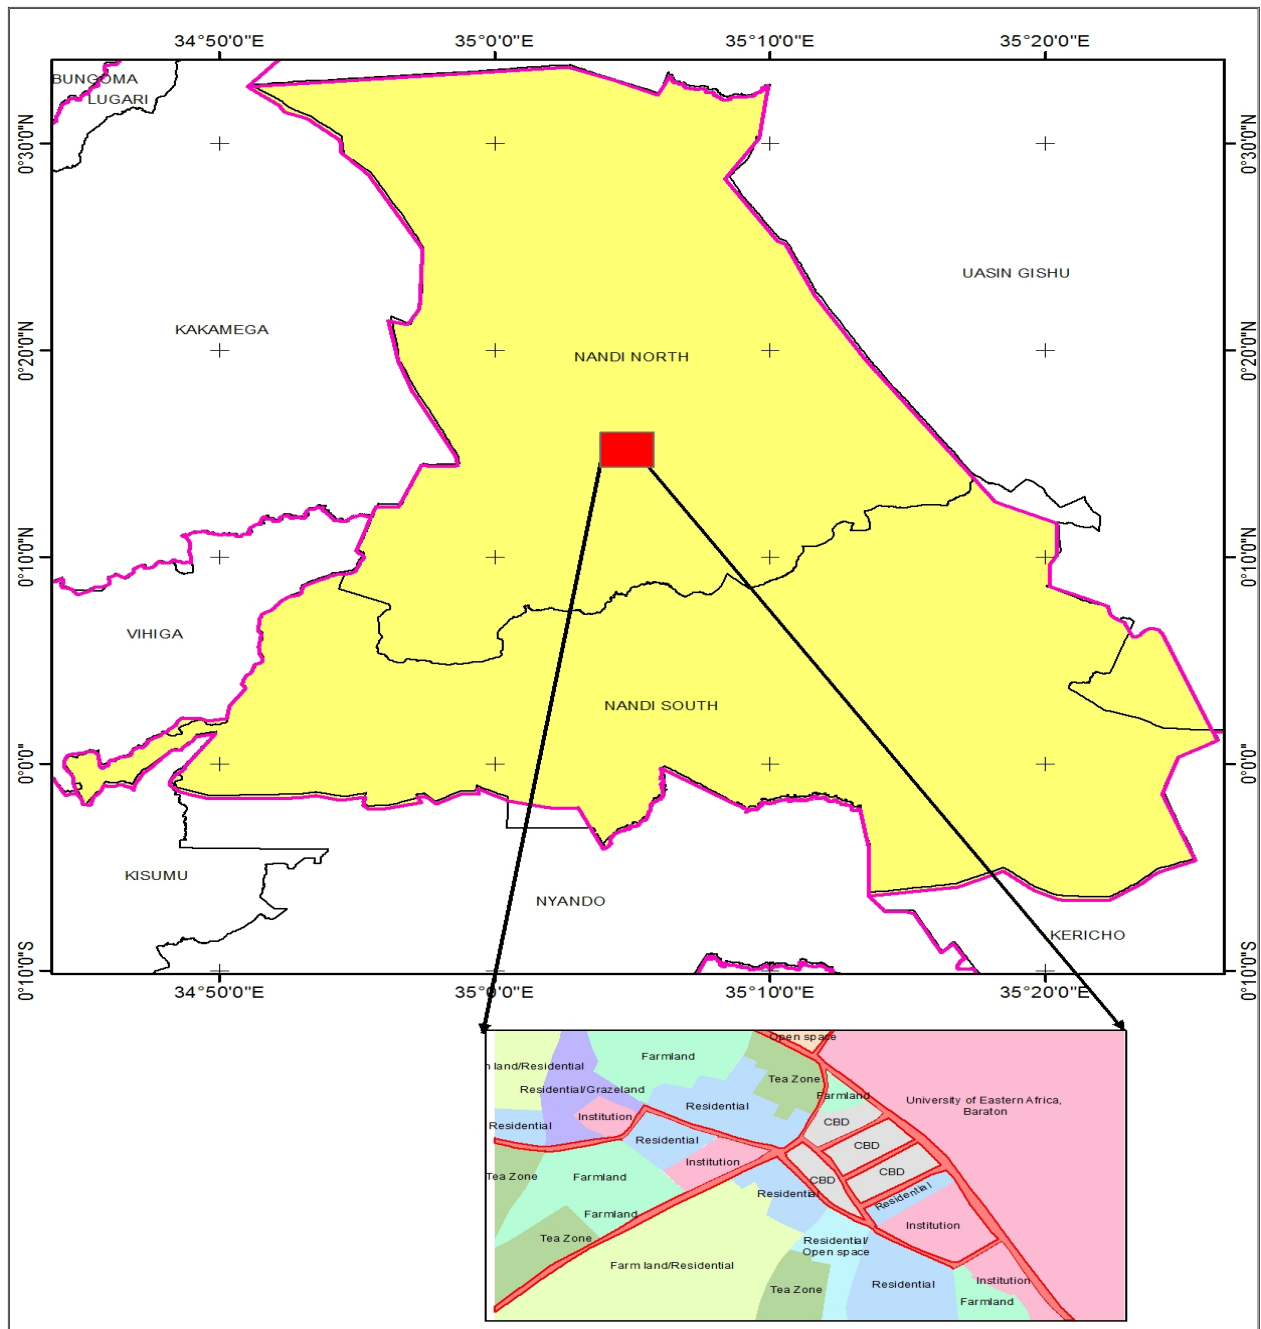 34°50'0"E
35°0'0"E
35°10'0"E
35°20'0"E
BUNGOMA
LUGARI
0°30'0"N
0°30'0"N
UASIN GISHU
KAKAMEGA
0°20'0"N
NANDI NORTH
0°20'0"N
0°10'0"N
0°10'0"N
VIHIGA
NANDI SOUTH
0°0'0"
0°0'0"
KISUMU
NYANDO
KERICHO
0°10'0"S
0°10'0"S
34°50'0"E
35°0'0"E
35°10'0"E
35°20'0"E
Open space
Farmland
n land/Residential
Tea Zone
Residential/Grazeland
Farmland
University of Eastern Africa,
Baraton
Residential
Institution
CBD
Residential
Residential
CBD
Institution
CBD
Tea Zone
Farmland
CBD
Residential
Residential
Farmland
Institution
Tea Zone
Residential/
Open space
Farm land/Residential
Institution
Residential
Tea Zone
Farmland